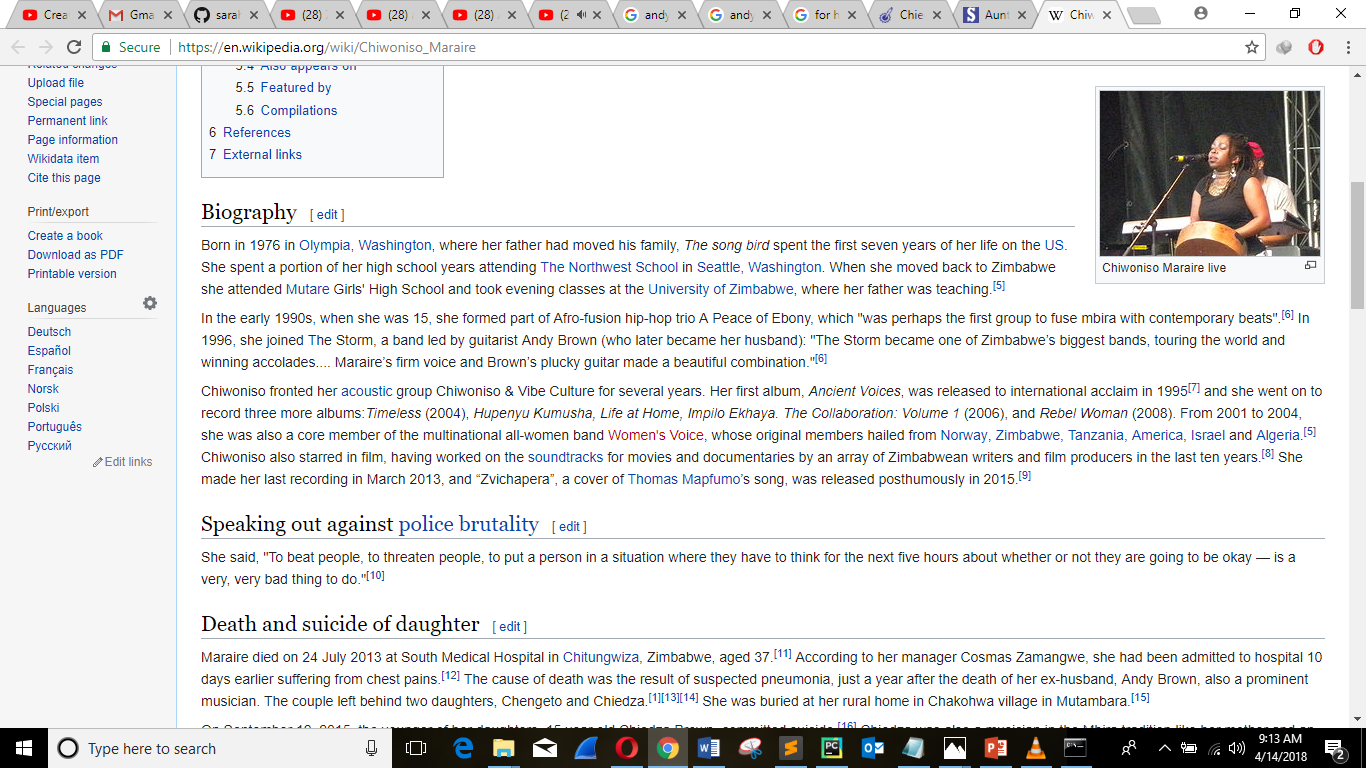 Crea
Gma
sarah
(28)
(28)
(28)
(2
andy
andy
for h
Chie
Aunt
Chiw
Secure
https://en.wikipedia.org/wiki/Chiwoniso_Maraire
Related changes
Upload file
Special pages
Permanent link
Page information
Wikidata item
Cite this page
Print/export
Create a book
Download as PDF
Printable version
Languages
Deutsch
Español
Français
Norsk
Polski
Português
Русский
Edit links
5.4 Also appears on
5.5 Featured by
5.6 Compilations
6 References
7 External links
Chiwoniso Maraire live
Biography [ edit ]
Born in 1976 in Olympia, Washington, where her father had moved his family, The song bird spent the first seven years of her life on the US.
She spent a portion of her high school years attending The Northwest School in Seattle, Washington. When she moved back to Zimbabwe
she attended Mutare Girls' High School and took evening classes at the University of Zimbabwe, where her father was teaching.[5]
In the early 1990s, when she was 15, she formed part of Afro-fusion hip-hop trio A Peace of Ebony, which "was perhaps the first group to fuse mbira with contemporary beats".[6] In
1996, she joined The Storm, a band led by guitarist Andy Brown (who later became her husband): "The Storm became one of Zimbabwe's biggest bands, touring the world and
winning accolades.... Maraire's firm voice and Brown's plucky guitar made a beautiful combination."[6]
Chiwoniso fronted her acoustic group Chiwoniso & Vibe Culture for several years. Her first album, Ancient Voices, was released to international acclaim in 1995[7] and she went on to
record three more albums:Timeless (2004), Hupenyu Kumusha, Life at Home, Impilo Ekhaya. The Collaboration: Volume 1 (2006), and Rebel Woman (2008). From 2001 to 2004,
she was also a core member of the multinational all-women band Women's Voice, whose original members hailed from Norway, Zimbabwe, Tanzania, America, Israel and Algeria.[5]
Chiwoniso also starred in film, having worked on the soundtracks for movies and documentaries by an array of Zimbabwean writers and film producers in the last ten years.[8] She
made her last recording in March 2013, and “Zvichapera”, a cover of Thomas Mapfumo's song, was released posthumously in 2015.[9]
Speaking out against police brutality [ edit ]
She said, "To beat people, to threaten people, to put a person in a situation where they have to think for the next five hours about whether or not they are going to be okay — is a
very, very bad thing to do."[10]
Death and suicide of daughter [ edit ]
Maraire died on 24 July 2013 at South Medical Hospital in Chitungwiza, Zimbabwe, aged 37.[11] According to her manager Cosmas Zamangwe, she had been admitted to hospital 10
days earlier suffering from chest pains.[12] The cause of death was the result of suspected pneumonia, just a year after the death of her ex-husband, Andy Brown, also a prominent
musician. The couple left behind two daughters, Chengeto and Chiedza.[1][13][14] She was buried at her rural home in Chakohwa village in Mutambara.[15]
Type here to search
9:13 AM
4/14/2018
2